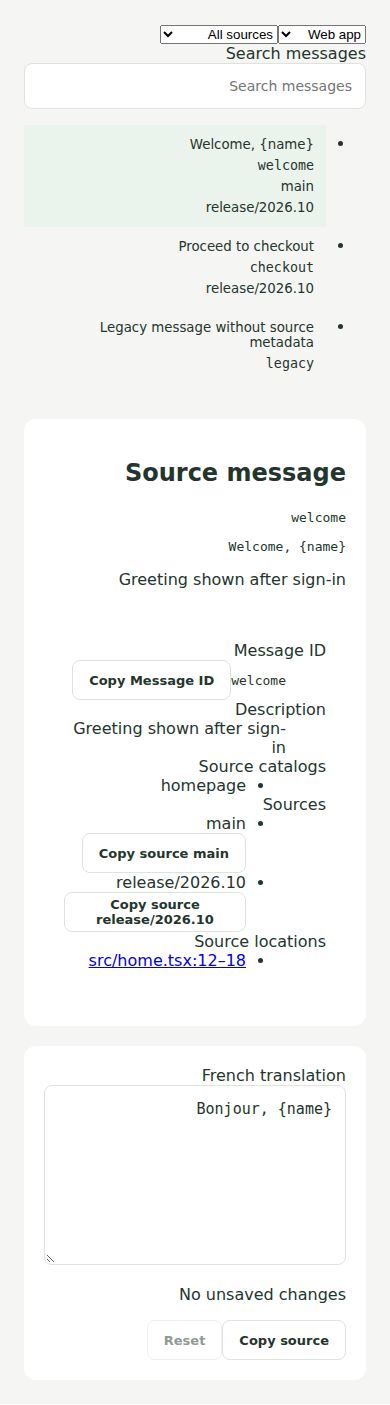 Web app
All sources
Search messages
Search messages
Welcome, {name}
welcome
main
release/2026.10
Proceed to checkout
checkout
release/2026.10
Legacy message without source
metadata
legacy
Source message
welcome
Welcome, {name}
Greeting shown after sign-in
Message ID
welcome
Copy Message ID
Description
Greeting shown after sign-
in
Source catalogs
homepage
Sources
main
Copy source main
release/2026.10
Copy source
release/2026.10
Source locations
src/home.tsx:12–18
French translation
Bonjour, {name}
No unsaved changes
Copy source
Reset